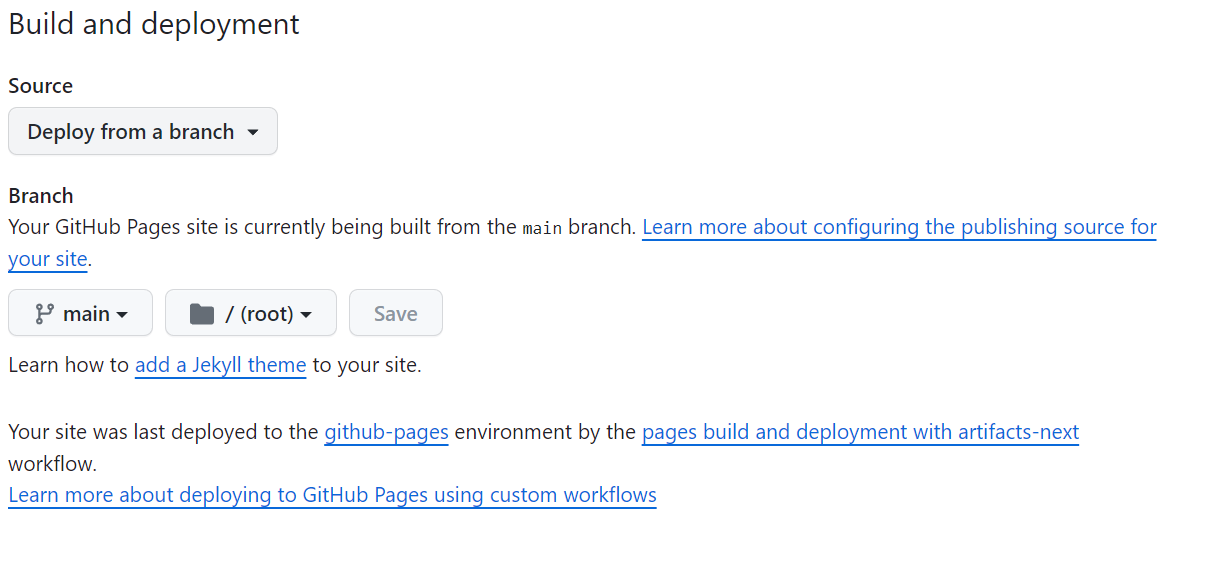 Build and deployment
Source
Deploy from a branch
Branch
Your GitHub Pages site is currently being built from the main branch. Learn more about configuring the publishing source for
your site.
main / (root) Save
Learn how to add a Jekyll theme to your site.
Your site was last deployed to the github-pages environment by the pages build and deployment with artifacts-next
workflow.
Learn more about deploying to GitHub Pages using custom workflows